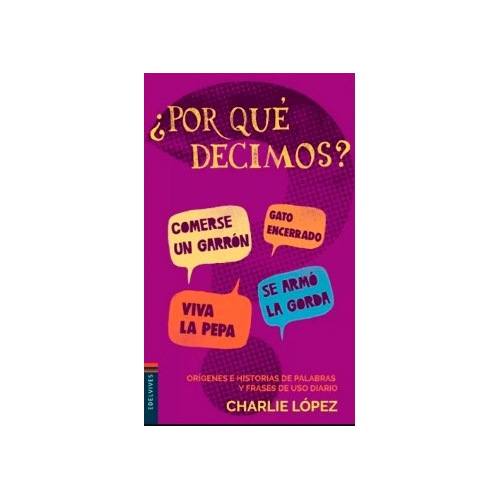 ¿POR QUÉ
DECIMOS?
COMERSE
UN GARRÓN
GATO
ENCERRADO
VIVA
LA PEPA
SE ARMÓ
LA GORDA
ORÍGENES E HISTORIAS DE PALABRAS
Y FRASES DE USO DIARIO
CHARLIE LÓPEZ
EDELVIVES